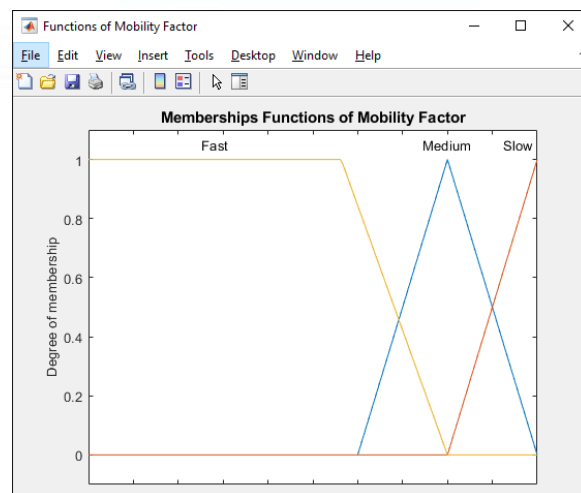 Functions of Mobility Factor
File Edit View Insert Tools Desktop Window Help
Memberships Functions of Mobility Factor
Fast Medium Slow
1
0.8
0.6
0.4
0.2
0
Degree of membership